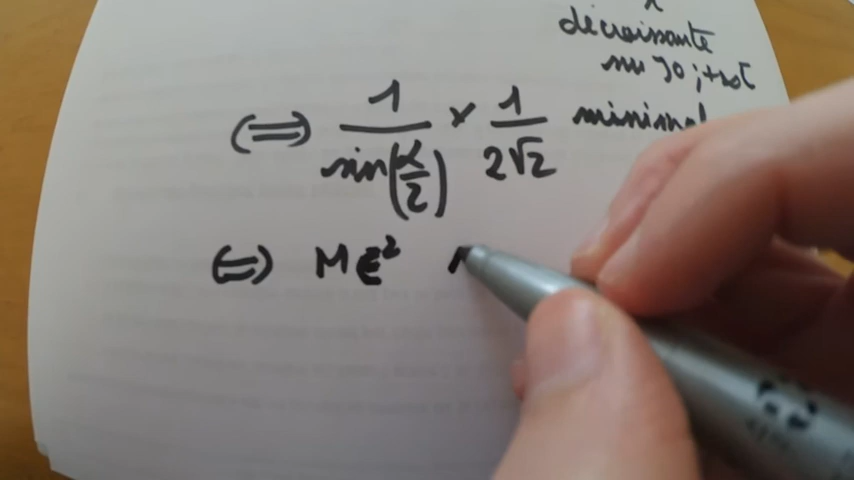 x
décroissante
sur ]0 ; +∞[
⟺ 1/sin(α/2) × 1/2√2 minimal
⟺ ME²